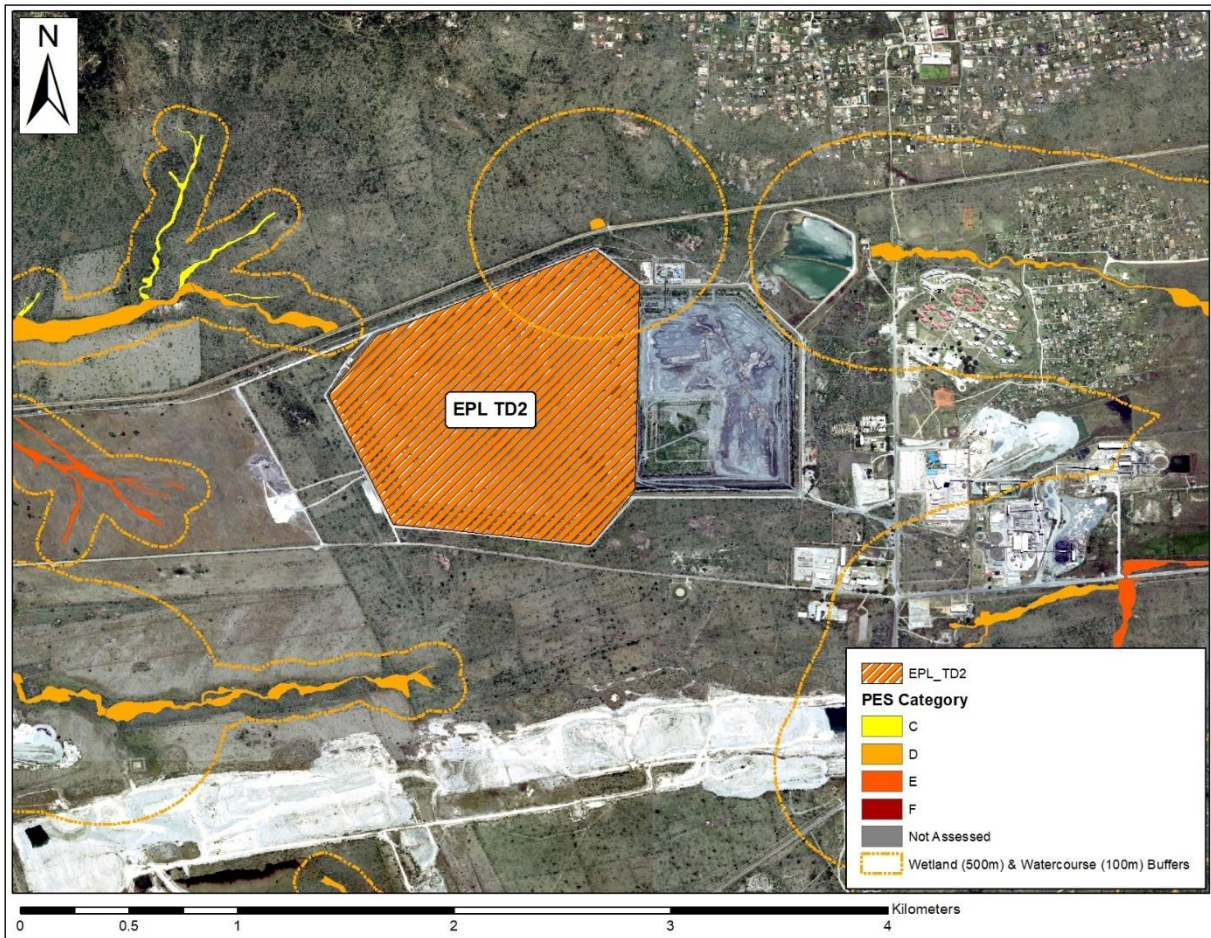 N
EPL TD2
EPL_TD2
PES Category
C
D
E
F
Not Assessed
Wetland (500m) & Watercourse (100m) Buffers
Kilometers
0 0.5 1 2 3 4